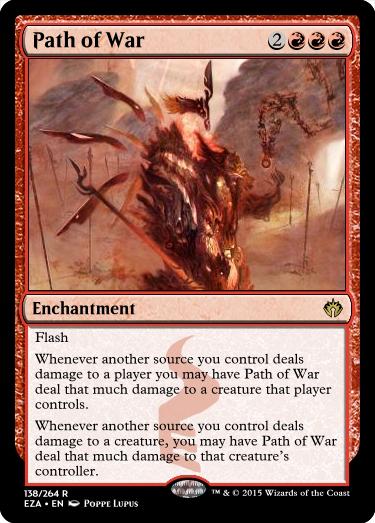 Path of War 2
Enchantment
Flash
Whenever another source you control deals
damage to a player you may have Path of War
deal that much damage to a creature that player
controls.
Whenever another source you control deals
damage to a creature, you may have Path of War
deal that much damage to that creature's
controller.
138/264 R
EZA • EN Poppe Lupus
™ & © 2015 Wizards of the Coast